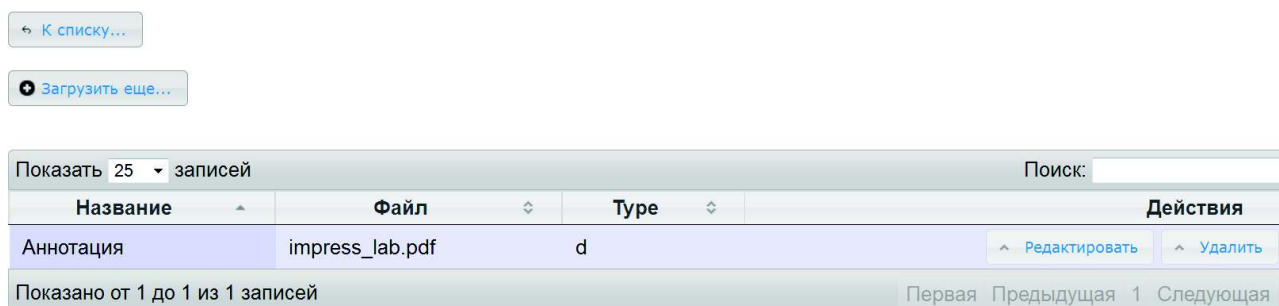 К списку...
Загрузить еще...
Показать 25 записей Поиск:
Название Файл Type Действия
Аннотация impress_lab.pdf d Редактировать Удалить
Показано от 1 до 1 из 1 записей Первая Предыдущая 1 Следующая